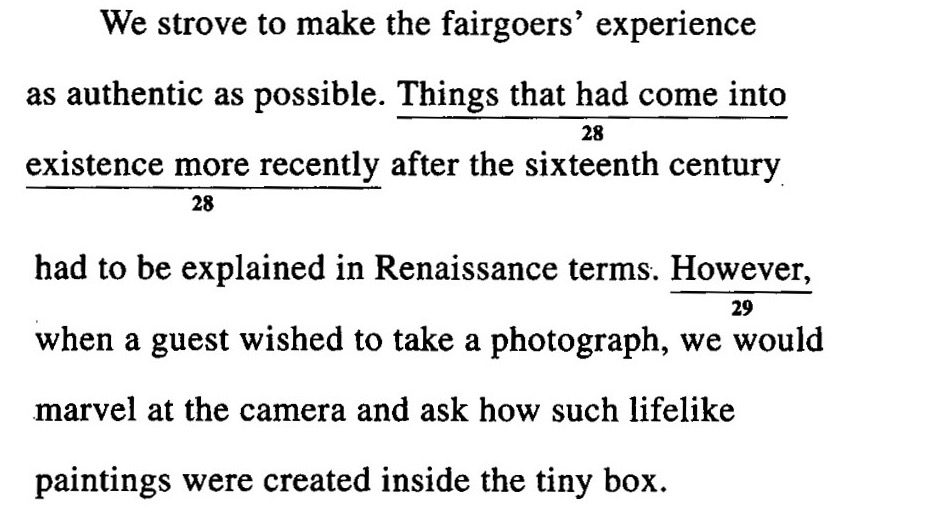 We strove to make the fairgoers’ experience
as authentic as possible. Things that had come into
28
existence more recently after the sixteenth century
28
had to be explained in Renaissance terms. However,
29
when a guest wished to take a photograph, we would
marvel at the camera and ask how such lifelike
paintings were created inside the tiny box.